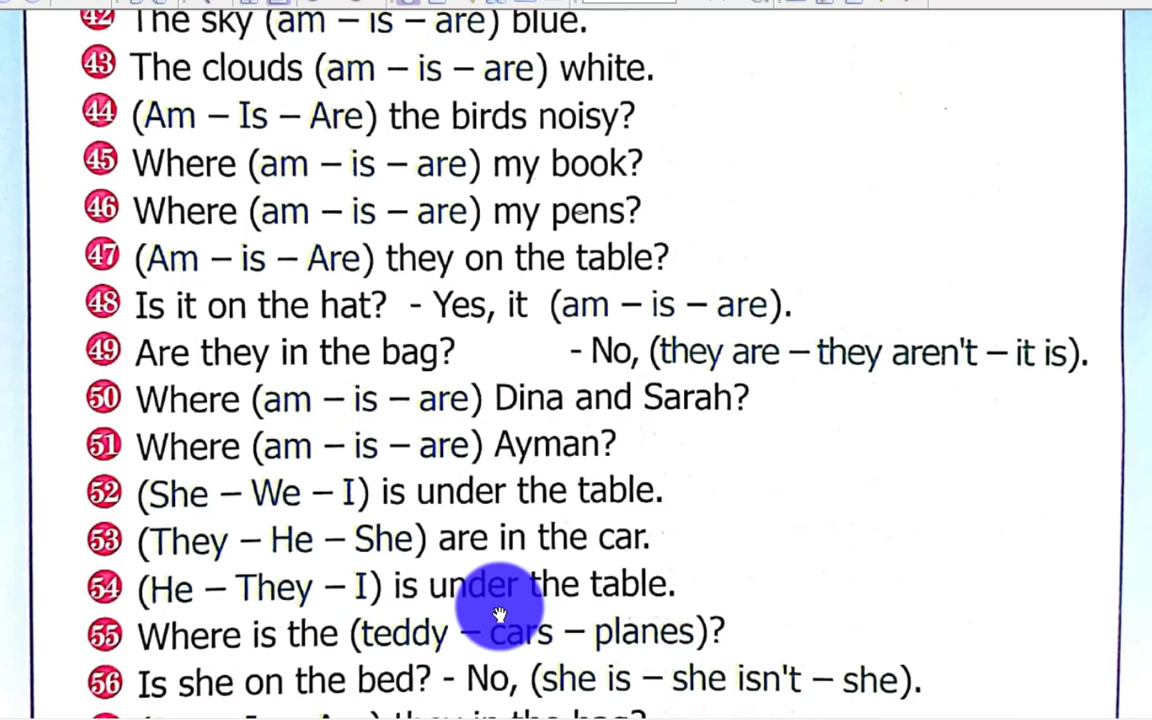 42 The sky (am – is – are) blue.
43 The clouds (am – is – are) white.
44 (Am – Is – Are) the birds noisy?
45 Where (am – is – are) my book?
46 Where (am – is – are) my pens?
47 (Am – is – Are) they on the table?
48 Is it on the hat? - Yes, it (am – is – are).
49 Are they in the bag? - No, (they are – they aren't – it is).
50 Where (am – is – are) Dina and Sarah?
51 Where (am – is – are) Ayman?
52 (She – We – I) is under the table.
53 (They – He – She) are in the car.
54 (He – They – I) is under the table.
55 Where is the (teddy – cars – planes)?
56 Is she on the bed? - No, (she is – she isn't – she).
they in the bag?